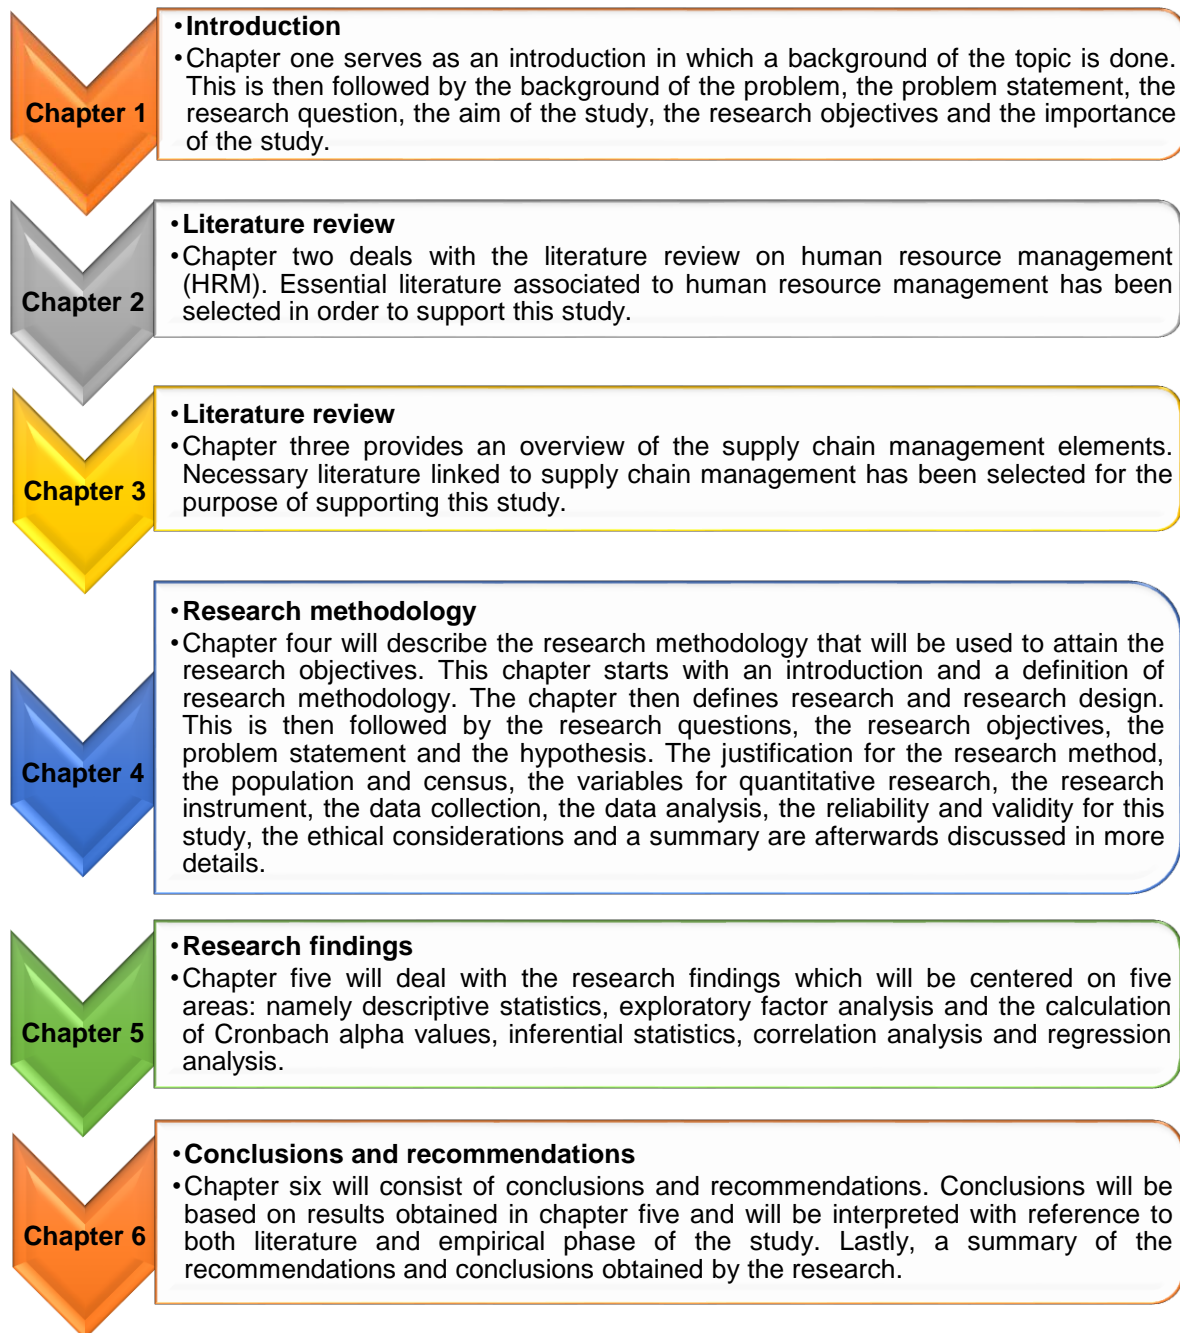 •Introduction
•Chapter one serves as an introduction in which a background of the topic is done.
This is then followed by the background of the problem, the problem statement, the
research question, the aim of the study, the research objectives and the importance
of the study.
Chapter 1
•Literature review
•Chapter two deals with the literature review on human resource management
(HRM). Essential literature associated to human resource management has been
selected in order to support this study.
Chapter 2
•Literature review
•Chapter three provides an overview of the supply chain management elements.
Necessary literature linked to supply chain management has been selected for the
purpose of supporting this study.
Chapter 3
•Research methodology
•Chapter four will describe the research methodology that will be used to attain the
research objectives. This chapter starts with an introduction and a definition of
research methodology. The chapter then defines research and research design.
This is then followed by the research questions, the research objectives, the
problem statement and the hypothesis. The justification for the research method,
the population and census, the variables for quantitative research, the research
instrument, the data collection, the data analysis, the reliability and validity for this
study, the ethical considerations and a summary are afterwards discussed in more
details.
Chapter 4
•Research findings
•Chapter five will deal with the research findings which will be centered on five
areas: namely descriptive statistics, exploratory factor analysis and the calculation
of Cronbach alpha values, inferential statistics, correlation analysis and regression
analysis.
Chapter 5
•Conclusions and recommendations
•Chapter six will consist of conclusions and recommendations. Conclusions will be
based on results obtained in chapter five and will be interpreted with reference to
both literature and empirical phase of the study. Lastly, a summary of the
recommendations and conclusions obtained by the research.
Chapter 6